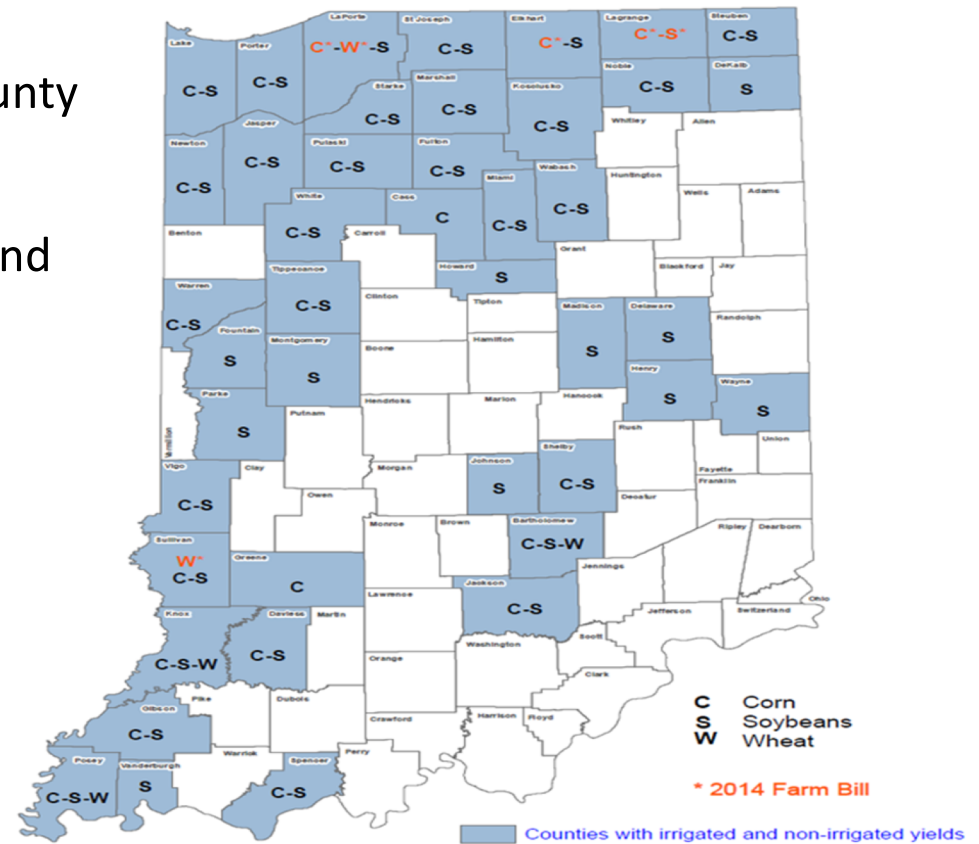 unty
nd
LaPorte
St Joseph
Elkhart
Lagrange
Steuben
C*-W*-S
C-S
C*-S
C*-S*
C-S
Lake
Porter
Noble
DeKalb
C-S
C-S
Starke
Marshall
Kosciusko
C-S
S
C-S
C-S
C-S
Whitley
Allen
Newton
Jasper
Pulaski
Fulton
C-S
C-S
C-S
C-S
Miami
Wabash
Huntington
C-S
C-S
Wells
Adams
White
Cass
C-S
C
Benton
Carroll
Grant
Tippecanoe
Howard
S
Blackford
Jay
Warren
C-S
C-S
Clinton
Tipton
Madison
Delaware
Randolph
Fountain
S
Montgomery
S
Boone
Hamilton
S
S
Henry
S
Wayne
S
Parke
S
Putnam
Hendricks
Marion
Hancock
Rush
Union
Vermillion
Fayette
Vigo
C-S
Clay
Morgan
Johnson
S
Shelby
C-S
Franklin
Owen
Decatur
Monroe
Brown
Bartholomew
C-S-W
Ripley
Dearborn
Sullivan
W*
C-S
Greene
C
Jennings
Jackson
C-S
Lawrence
Ohio
Knox
C-S-W
Daviess
C-S
Martin
Jefferson
Switzerland
Scott
Washington
Orange
Clark
Gibson
C-S
Pike
Dubois
Crawford
Harrison
Floyd
Posey
C-S-W
Vanderburgh
S
Warrick
Spencer
C-S
Perry
C Corn
S Soybeans
W Wheat
* 2014 Farm Bill
Counties with irrigated and non-irrigated yields